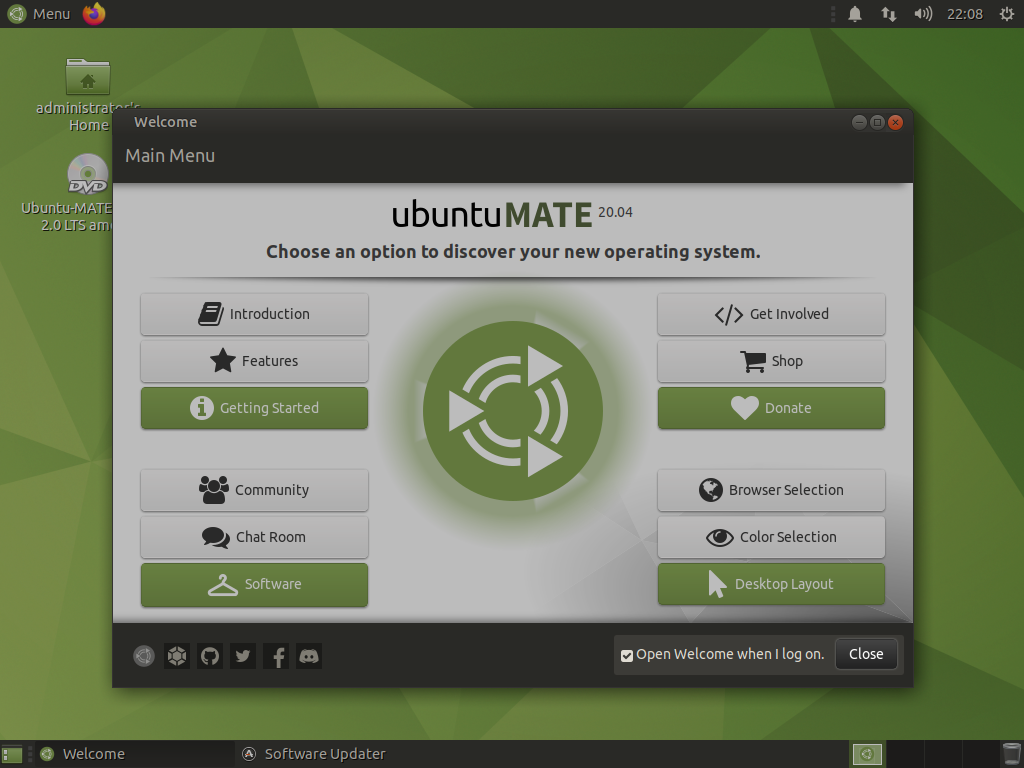 Menu
22:08
administrator's
Home
Ubuntu-MATE
2.0 LTS am
Welcome
Main Menu
ubuntu MATE 20.04
Choose an option to discover your new operating system.
Introduction
Features
Getting Started
Community
Chat Room
Software
Get Involved
Shop
Donate
Browser Selection
Color Selection
Desktop Layout
Open Welcome when I log on.
Close
Welcome
Software Updater